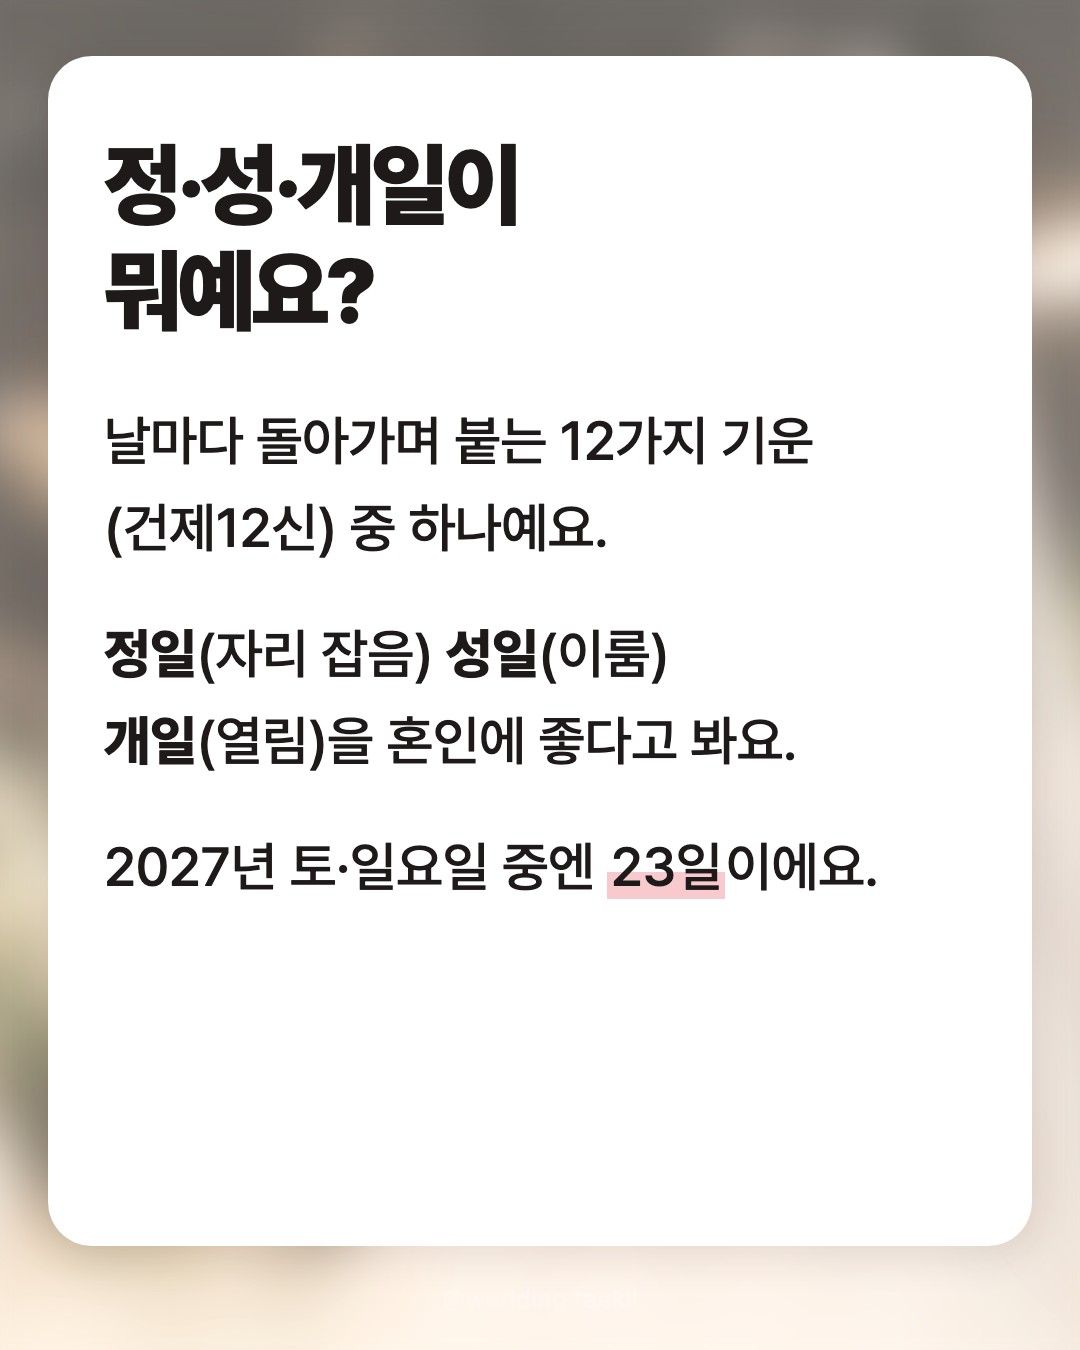 정·성·개일이
뭐예요?
날마다 돌아가며 붙는 12가지 기운
(건제12신) 중 하나예요.
정일(자리 잡음) 성일(이룸)
개일(열림)을 혼인에 좋다고 봐요.
2027년 토·일요일 중엔 23일이에요.